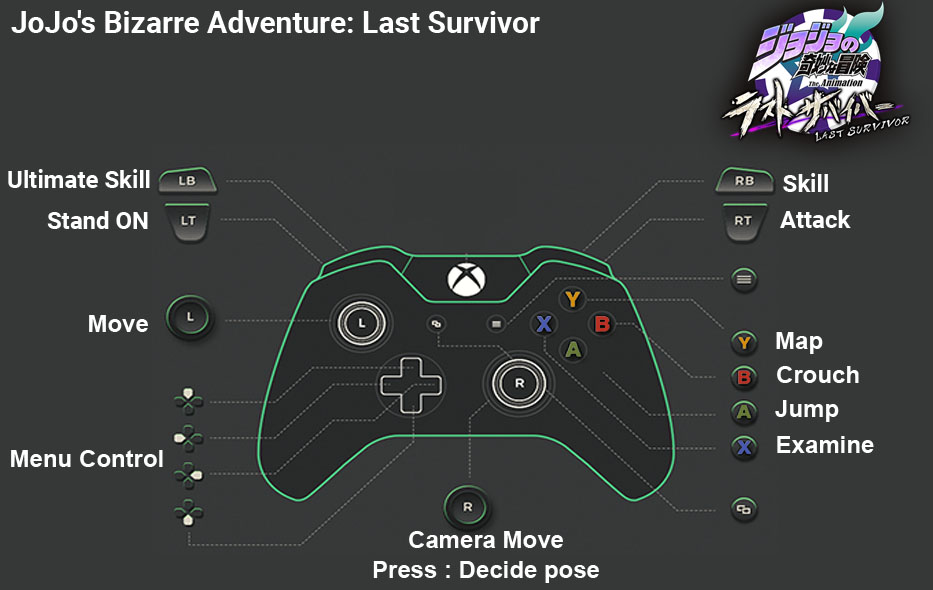 JoJo's Bizarre Adventure: Last Survivor
ジョジョの
奇妙な冒険
The Animation
ラストサバイバー
LAST SURVIVOR
Ultimate Skill LB
Stand ON LT
RB Skill
RT Attack
Move L
L
Y
X B
A
R
Y Map
B Crouch
A Jump
X Examine
Menu Control
R
Camera Move
Press : Decide pose